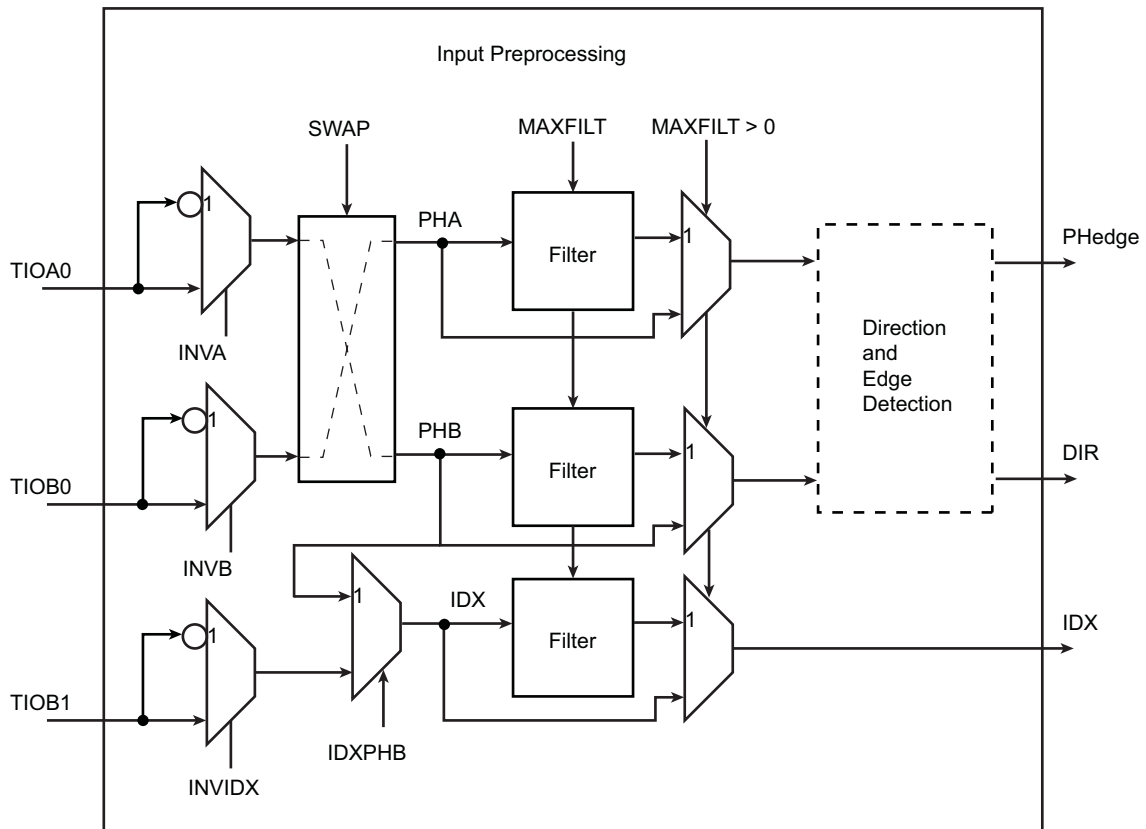 Input Preprocessing
SWAP
MAXFILT
MAXFILT > 0
1
PHA
Filter
1
PHedge
TIOA0
INVA
Direction
and
Edge
Detection
1
PHB
Filter
1
DIR
TIOB0
INVB
1
IDX
Filter
1
IDX
1
TIOB1
IDXPHB
INVIDX